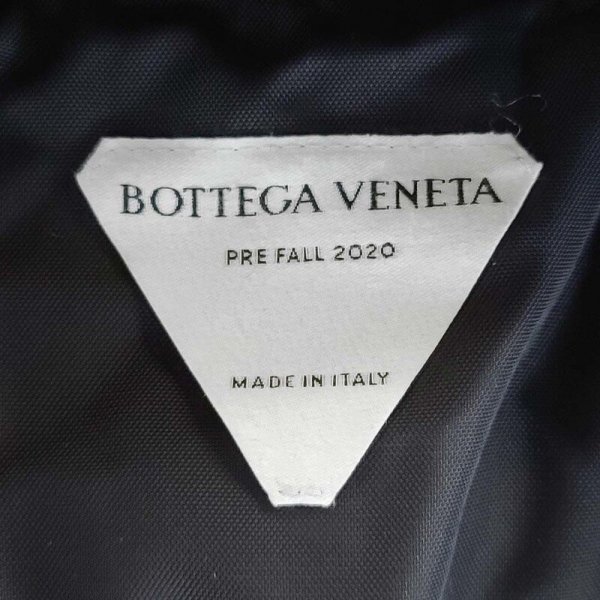 BOTTEGA VENETA
PRE FALL 2020
MADE IN ITALY